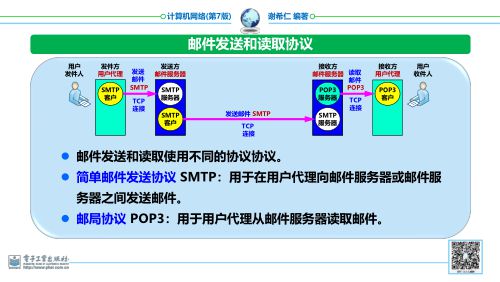 计算机网络(第7版)
谢希仁 编著
邮件发送和读取协议
用户
发件人
发件方
用户代理
SMTP
客户
发送
邮件
SMTP
TCP
连接
发送方
邮件服务器
SMTP
服务器
SMTP
客户
发送邮件 SMTP
TCP
连接
接收方
邮件服务器
POP3
服务器
SMTP
服务器
读取
邮件
POP3
TCP
连接
接收方
用户代理
POP3
客户
用户
收件人
邮件发送和读取使用不同的协议协议。
简单邮件发送协议 SMTP：用于在用户代理向邮件服务器或邮件服
务器之间发送邮件。
邮局协议 POP3：用于用户代理从邮件服务器读取邮件。
电子工业出版社
http://www.phei.com.cn